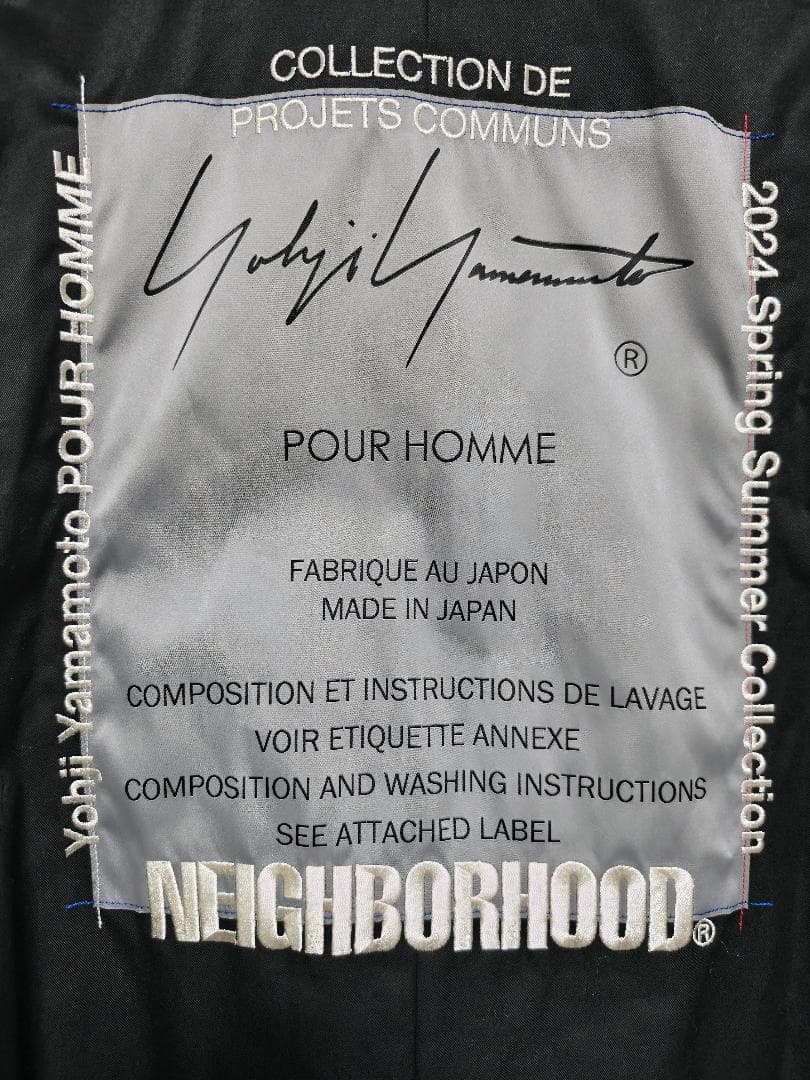 COLLECTION DE
PROJETS COMMUNS
Yohji Yamamoto POUR HOMME
2024 Spring Summer Collection
Yohji Yamamoto
®
POUR HOMME
FABRIQUE AU JAPON
MADE IN JAPAN
COMPOSITION ET INSTRUCTIONS DE LAVAGE
VOIR ETIQUETTE ANNEXE
COMPOSITION AND WASHING INSTRUCTIONS
SEE ATTACHED LABEL
NEIGHBORHOOD®